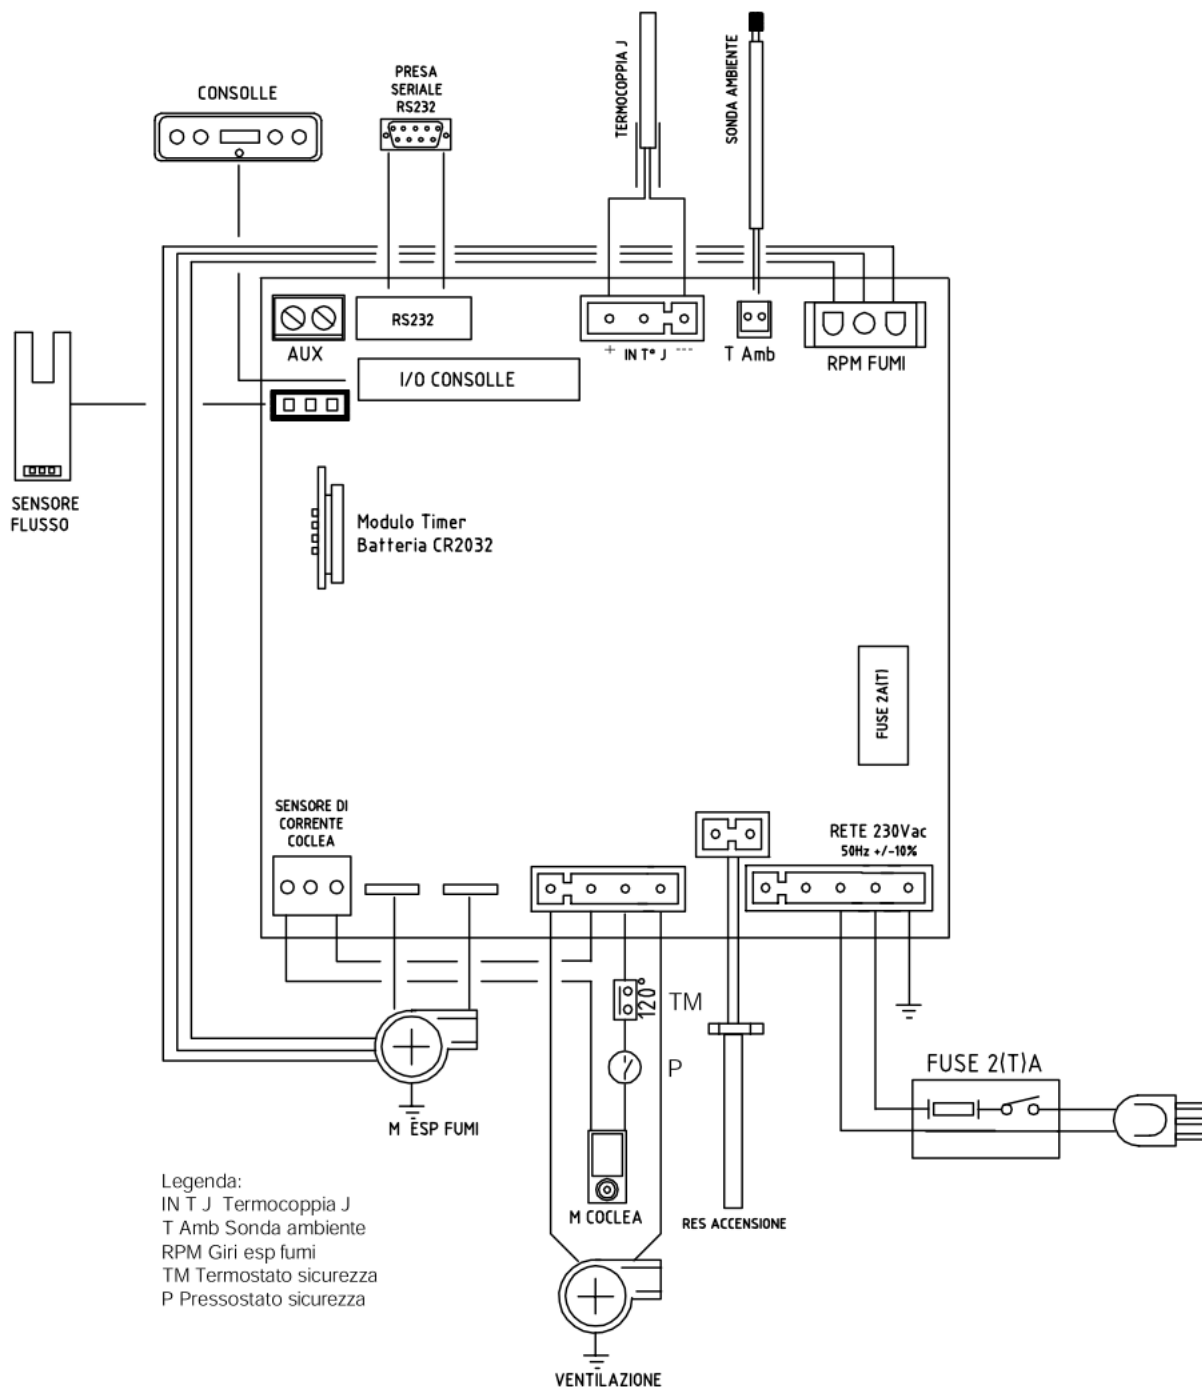 CONSOLLE
PRESA
SERIALE
RS232
TERMOCOPPIA J
SONDA AMBIENTE
AUX
RS232
+ IN T° J ---
T Amb
RPM FUMI
I/O CONSOLLE
SENSORE
FLUSSO
Modulo Timer
Batteria CR2032
FUSE 2A(T)
SENSORE DI
CORRENTE
COCLEA
RETE 230Vac
50Hz +/-10%
120°
TM
P
FUSE 2(T)A
M ESP FUMI
M COCLEA
RES ACCENSIONE
Legenda:
IN T J Termocoppia J
T Amb Sonda ambiente
RPM Giri esp fumi
TM Termostato sicurezza
P Pressostato sicurezza
VENTILAZIONE